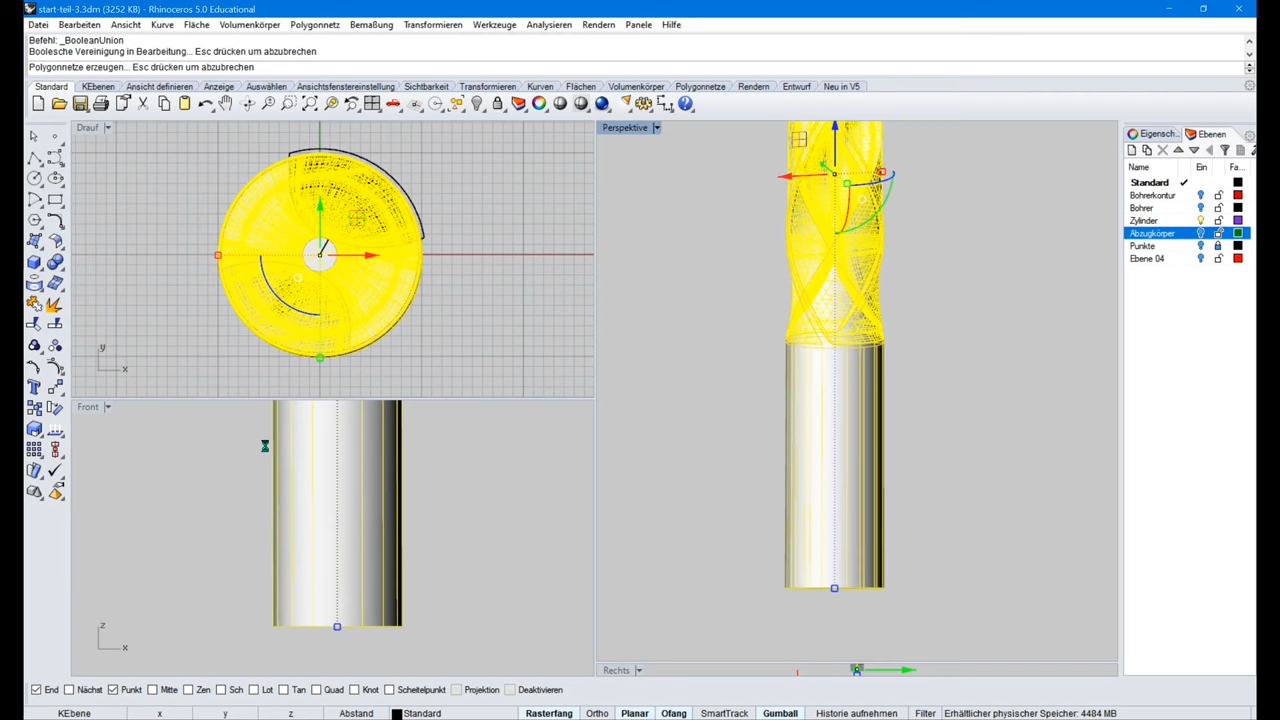 start-teil-3.3dm (3252 KB) - Rhinoceros 5.0 Educational
Datei Bearbeiten Ansicht Kurve Fläche Volumenkörper Polygonnetz Bemaßung Transformieren Werkzeuge Analysieren Rendern Panele Hilfe
Befehl: _BooleanUnion
Boolesche Vereinigung in Bearbeitung... Esc drücken um abzubrechen
Polygonnetze erzeugen... Esc drücken um abzubrechen
Standard KEbenen Ansicht definieren Anzeige Auswählen Ansichtsfenstereinstellung Sichtbarkeit Transformieren Kurven Flächen Volumenkörper Polygonnetze Rendern Entwurf Neu in V5
Drauf
Perspektive
Eigensch... Ebenen
Name Ein Fa...
Standard
Bohrerkontur
Bohrer
Zylinder
Abzugkörper
Punkte
Ebene 04
y
x
Front
z
x
Rechts
End Nächst Punkt Mitte Zen Sch Lot Tan Quad Knot Scheitelpunkt Projektion Deaktivieren
KEbene x y z Abstand Standard Rasterfang Ortho Planar Ofang SmartTrack Gumball Historie aufnehmen Filter Erhältlicher physischer Speicher: 4484 MB